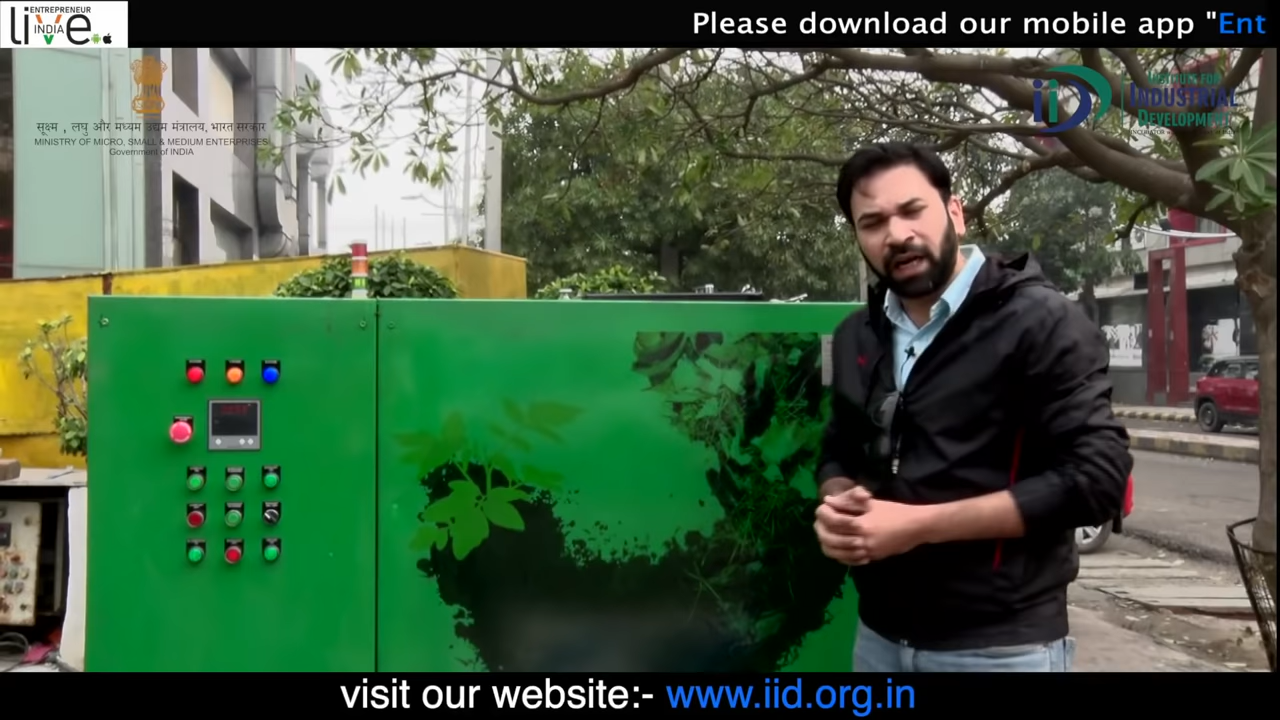 ENTREPRENEUR
INDIA
live
Please download our mobile app "Ent
सूक्ष्म , लघु और मध्यम उद्यम मंत्रालय, भारत सरकार
MINISTRY OF MICRO, SMALL & MEDIUM ENTERPRISES
Government of INDIA
iiD
INSTITUTE FOR
INDUSTRIAL
DEVELOPMENT
visit our website:- www.iid.org.in